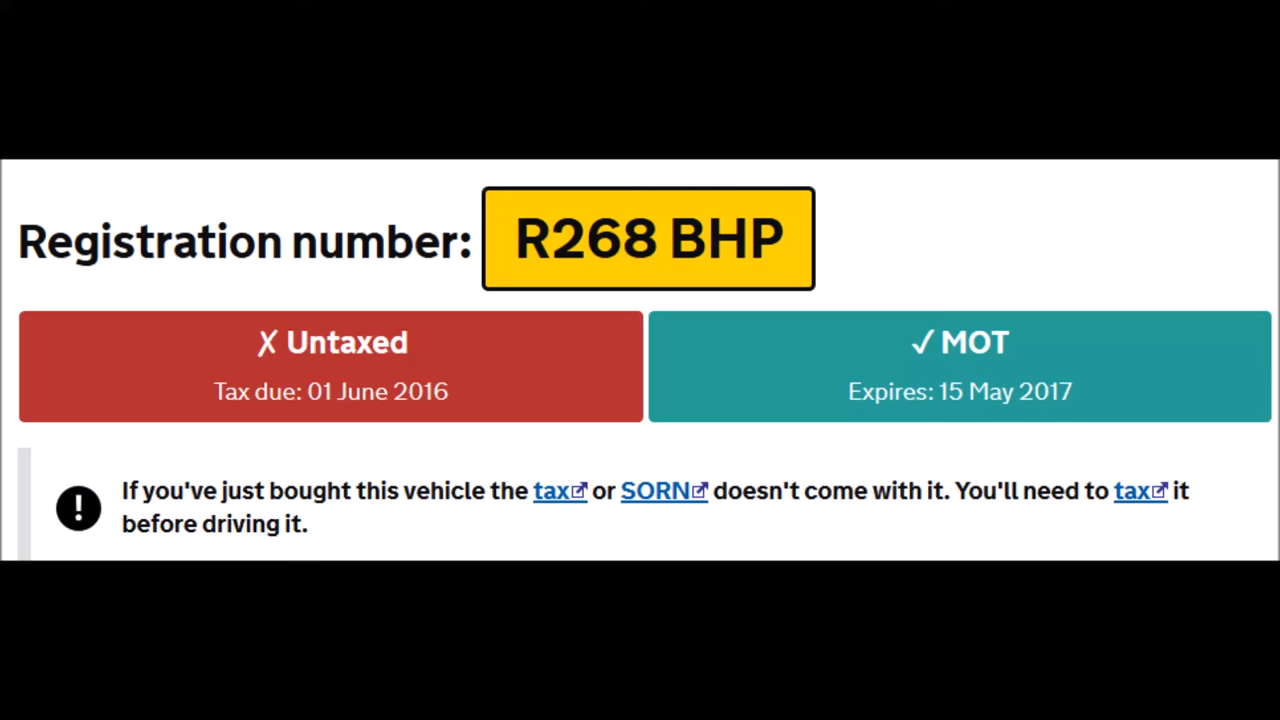 Registration number: R268 BHP
✗ Untaxed
Tax due: 01 June 2016
✓ MOT
Expires: 15 May 2017
If you've just bought this vehicle the tax or SORN doesn't come with it. You'll need to tax it
before driving it.